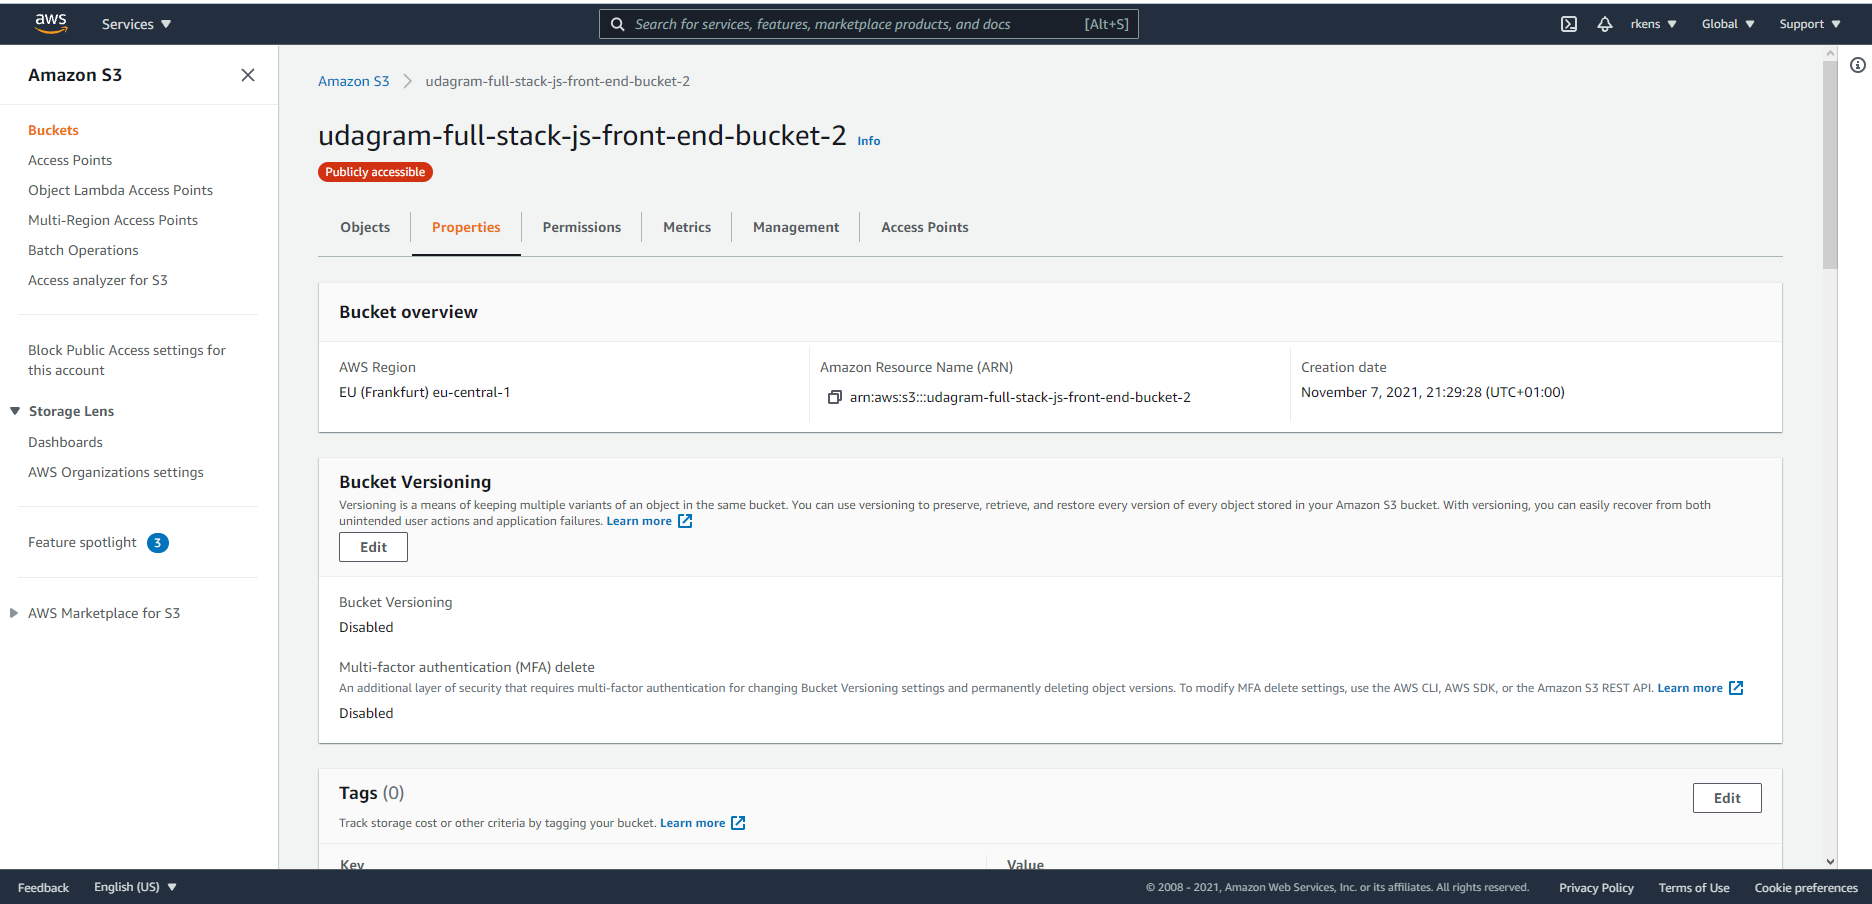 aws
Services
Search for services, features, marketplace products, and docs
[Alt+S]
rkens
Global
Support
Amazon S3
Buckets
Access Points
Object Lambda Access Points
Multi-Region Access Points
Batch Operations
Access analyzer for S3
Block Public Access settings for
this account
Storage Lens
Dashboards
AWS Organizations settings
Feature spotlight 3
AWS Marketplace for S3
Amazon S3
udagram-full-stack-js-front-end-bucket-2
udagram-full-stack-js-front-end-bucket-2 Info
Publicly accessible
Objects
Properties
Permissions
Metrics
Management
Access Points
Bucket overview
AWS Region
EU (Frankfurt) eu-central-1
Amazon Resource Name (ARN)
arn:aws:s3:::udagram-full-stack-js-front-end-bucket-2
Creation date
November 7, 2021, 21:29:28 (UTC+01:00)
Bucket Versioning
Versioning is a means of keeping multiple variants of an object in the same bucket. You can use versioning to preserve, retrieve, and restore every version of every object stored in your Amazon S3 bucket. With versioning, you can easily recover from both
unintended user actions and application failures. Learn more
Edit
Bucket Versioning
Disabled
Multi-factor authentication (MFA) delete
An additional layer of security that requires multi-factor authentication for changing Bucket Versioning settings and permanently deleting object versions. To modify MFA delete settings, use the AWS CLI, AWS SDK, or the Amazon S3 REST API. Learn more
Disabled
Tags (0)
Edit
Track storage cost or other criteria by tagging your bucket. Learn more
Key
Value
Feedback
English (US)
© 2008 - 2021, Amazon Web Services, Inc. or its affiliates. All rights reserved.
Privacy Policy
Terms of Use
Cookie preferences